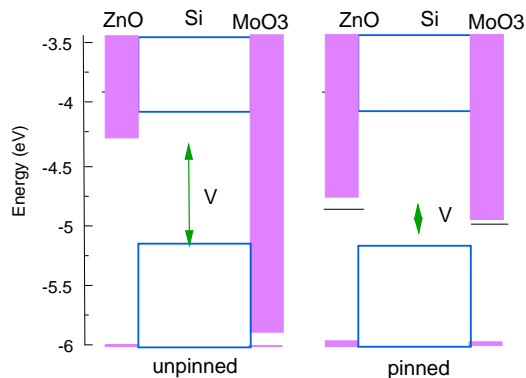 ZnO Si MoO3 ZnO Si MoO3
-3.5
-4
-4.5
-5
-5.5
-6
Energy (eV)
V
V
unpinned pinned